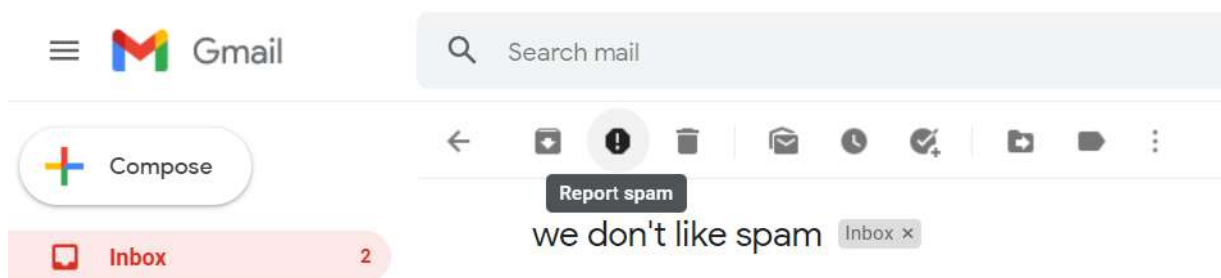 Gmail
Search mail
Compose
Report spam
we don't like spam Inbox ×
Inbox 2